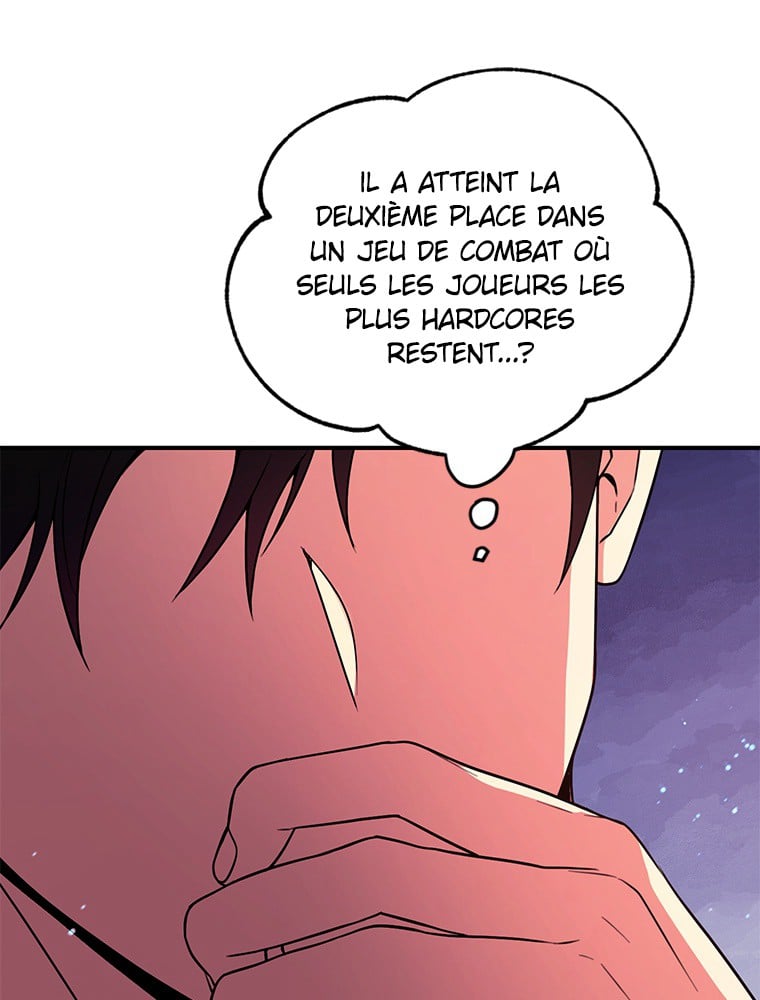 IL A ATTEINT LA
DEUXIÈME PLACE DANS
UN JEU DE COMBAT OÙ
SEULS LES JOUEURS LES
PLUS HARDCORES
RESTENT...?